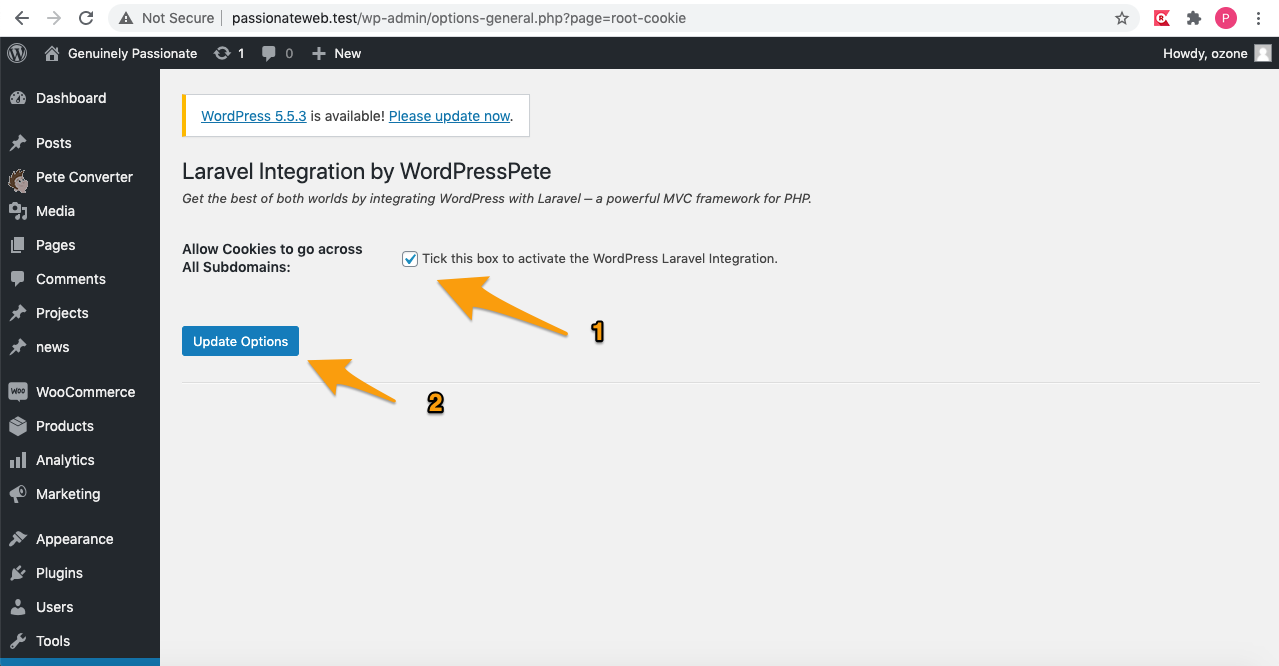 Not Secure passionateweb.test/wp-admin/options-general.php?page=root-cookie P
Genuinely Passionate 1 0 New Howdy, ozone
Dashboard
Posts
Pete Converter
Media
Pages
Comments
Projects
news
Woo WooCommerce
Products
Analytics
Marketing
Appearance
Plugins
Users
Tools
WordPress 5.5.3 is available! Please update now.
Laravel Integration by WordPressPete
Get the best of both worlds by integrating WordPress with Laravel – a powerful MVC framework for PHP.
Allow Cookies to go across
All Subdomains:
Tick this box to activate the WordPress Laravel Integration.
1
Update Options
2